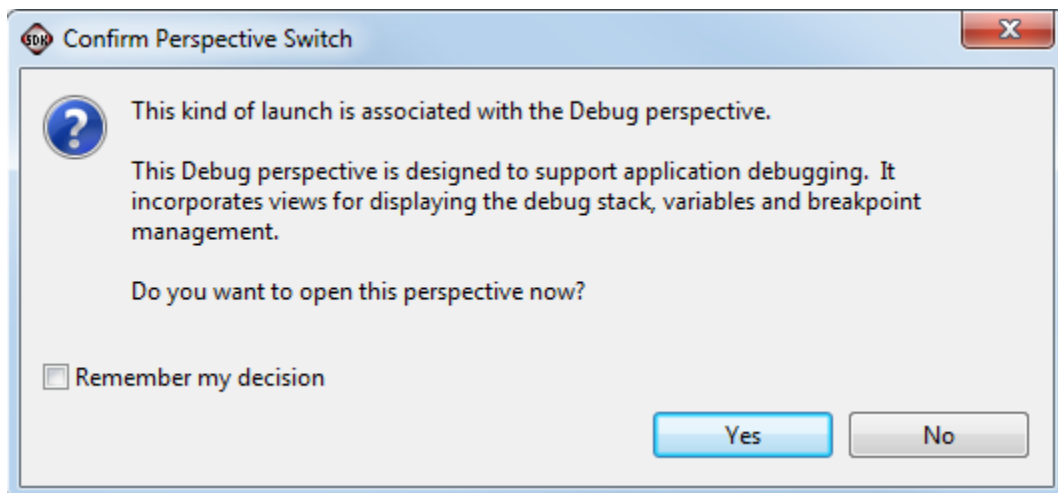 SDK Confirm Perspective Switch
This kind of launch is associated with the Debug perspective.
This Debug perspective is designed to support application debugging. It
incorporates views for displaying the debug stack, variables and breakpoint
management.
Do you want to open this perspective now?
Remember my decision
Yes No